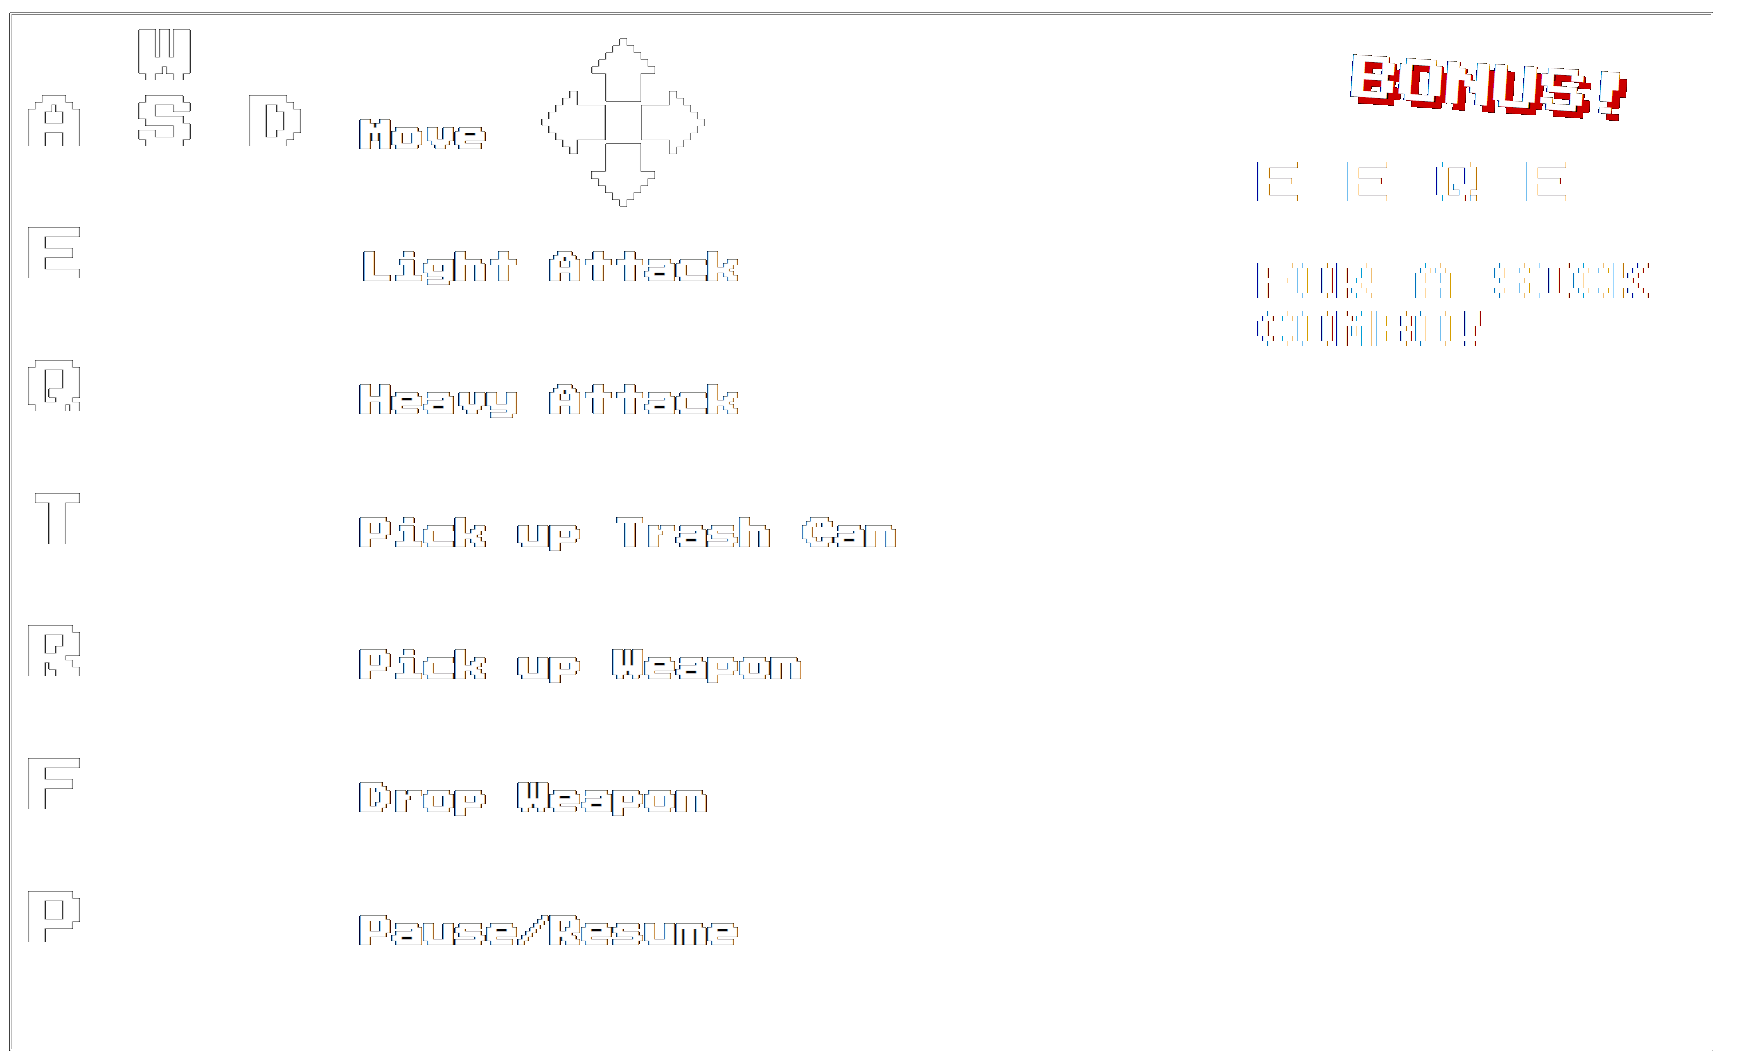 W
A S D Move
E Light Attack
Q Heavy Attack
T Pick up Trash Can
R Pick up Weapon
F Drop Weapon
P Pause/Resume
BONUS!
E E Q E
FOR A SICK
COMBO!